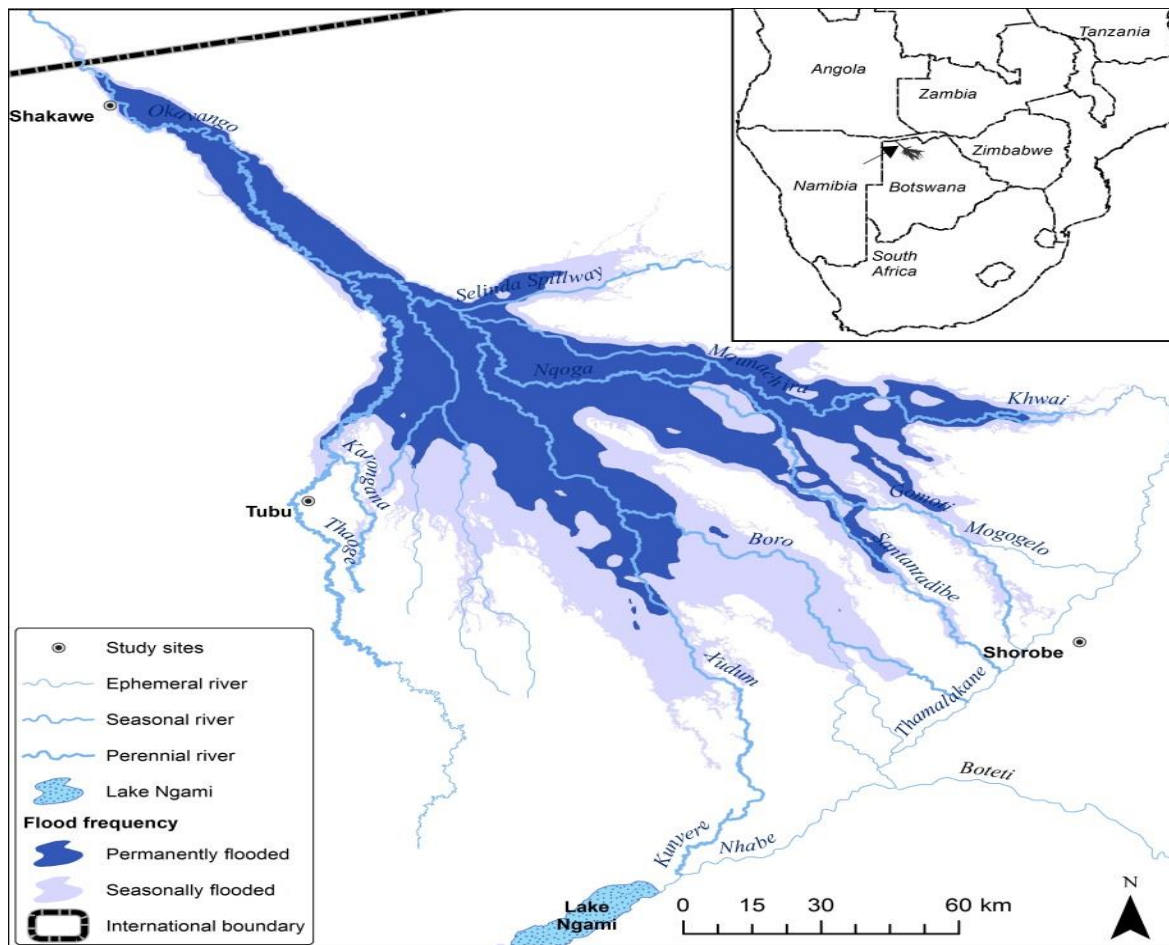 Shakawe
Okavango
Selinda Spillway
Nqoga
Mounachira
Khwai
Karongana
Tubu
Thaoge
Boro
Gomoti
Mogogelo
Santantadibe
Shorobe
Xudum
Thamalakane
Boteti
Kunyere
Nhabe
Lake
Ngami
Tanzania
Angola
Zambia
Zimbabwe
Namibia
Botswana
South
Africa
Study sites
Ephemeral river
Seasonal river
Perennial river
Lake Ngami
Flood frequency
Permanently flooded
Seasonally flooded
International boundary
0 15 30 60 km
N